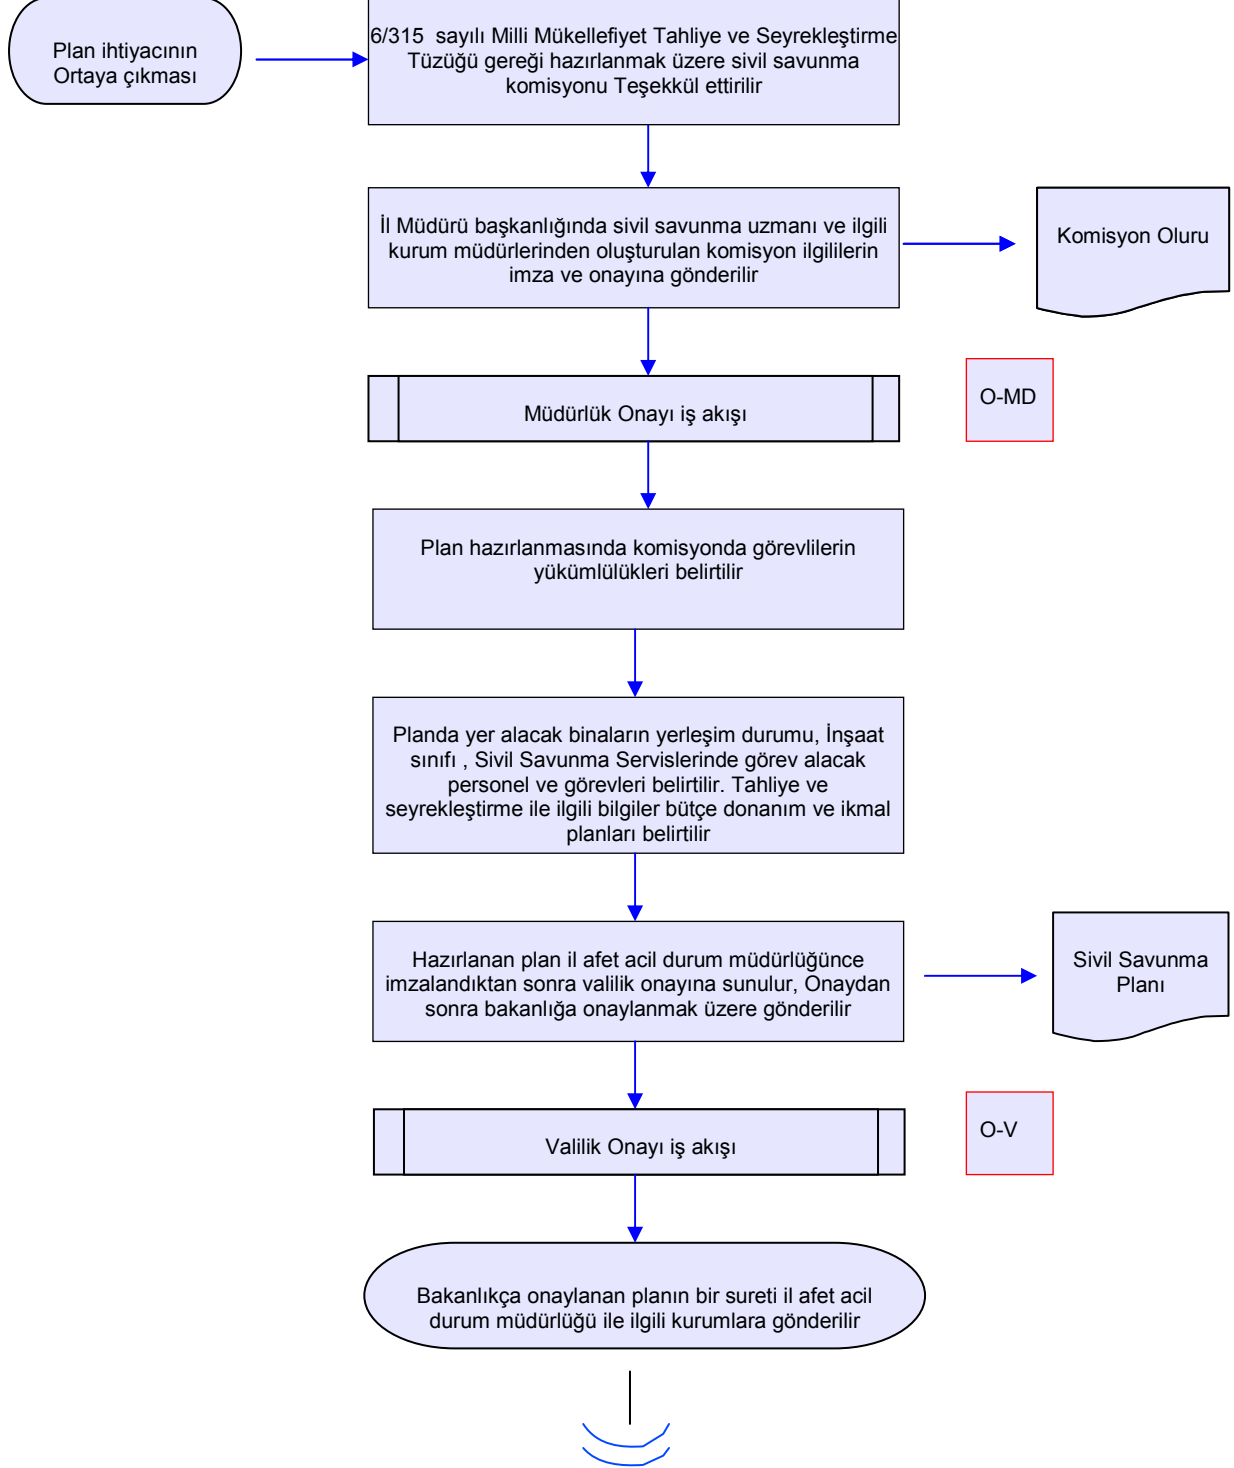 Plan ihtiyacının
Ortaya çıkması
6/315 sayılı Milli Mükellefiyet Tahliye ve Seyrekleştirme
Tüzüğü gereği hazırlanmak üzere sivil savunma
komisyonu Teşekkül ettirilir
İl Müdürü başkanlığında sivil savunma uzmanı ve ilgili
kurum müdürlerinden oluşturulan komisyon ilgililerin
imza ve onayına gönderilir
Komisyon Oluru
Müdürlük Onayı iş akışı
O-MD
Plan hazırlanmasında komisyonda görevlilerin
yükümlülükleri belirtilir
Planda yer alacak binaların yerleşim durumu, İnşaat
sınıfı , Sivil Savunma Servislerinde görev alacak
personel ve görevleri belirtilir. Tahliye ve
seyrekleştirme ile ilgili bilgiler bütçe donanım ve ikmal
planları belirtilir
Hazırlanan plan il afet acil durum müdürlüğünce
imzalandıktan sonra valilik onayına sunulur, Onaydan
sonra bakanlığa onaylanmak üzere gönderilir
Sivil Savunma
Planı
Valilik Onayı iş akışı
O-V
Bakanlıkça onaylanan planın bir sureti il afet acil
durum müdürlüğü ile ilgili kurumlara gönderilir